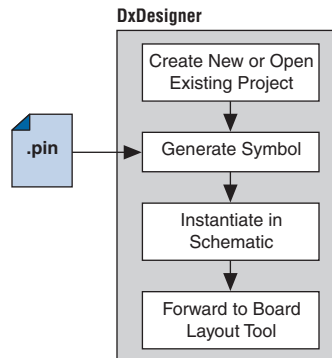 DxDesigner
Create New or Open
Existing Project
.pin
Generate Symbol
Instantiate in
Schematic
Forward to Board
Layout Tool